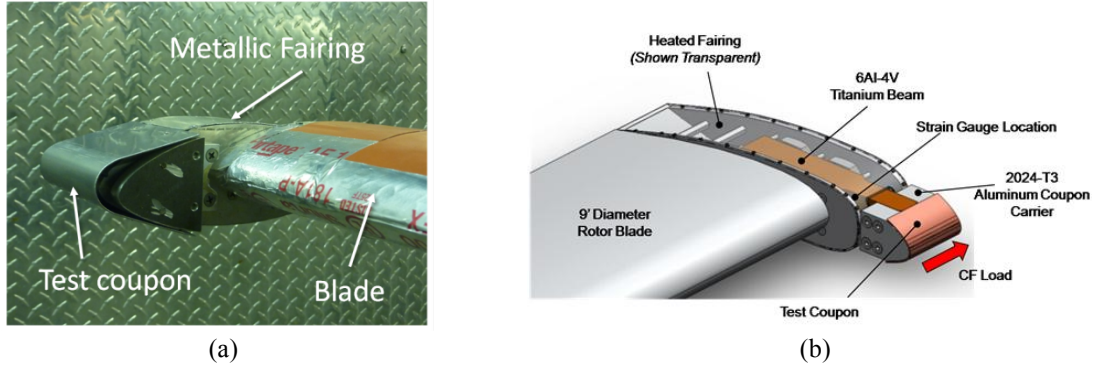 Metallic Fairing
Test coupon
Blade
(a)
Heated Fairing
(Shown Transparent)
6Al-4V
Titanium Beam
Strain Gauge Location
2024-T3
Aluminum Coupon
Carrier
9' Diameter
Rotor Blade
CF Load
Test Coupon
(b)
181A-P